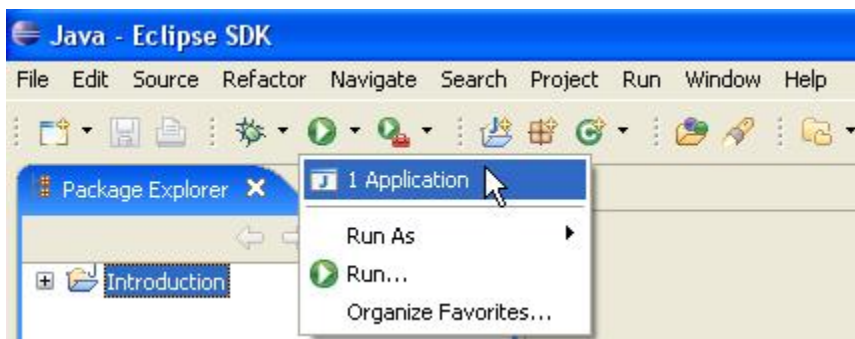 Java - Eclipse SDK
File Edit Source Refactor Navigate Search Project Run Window Help
Package Explorer
1 Application
Run As
Introduction
Run...
Organize Favorites...